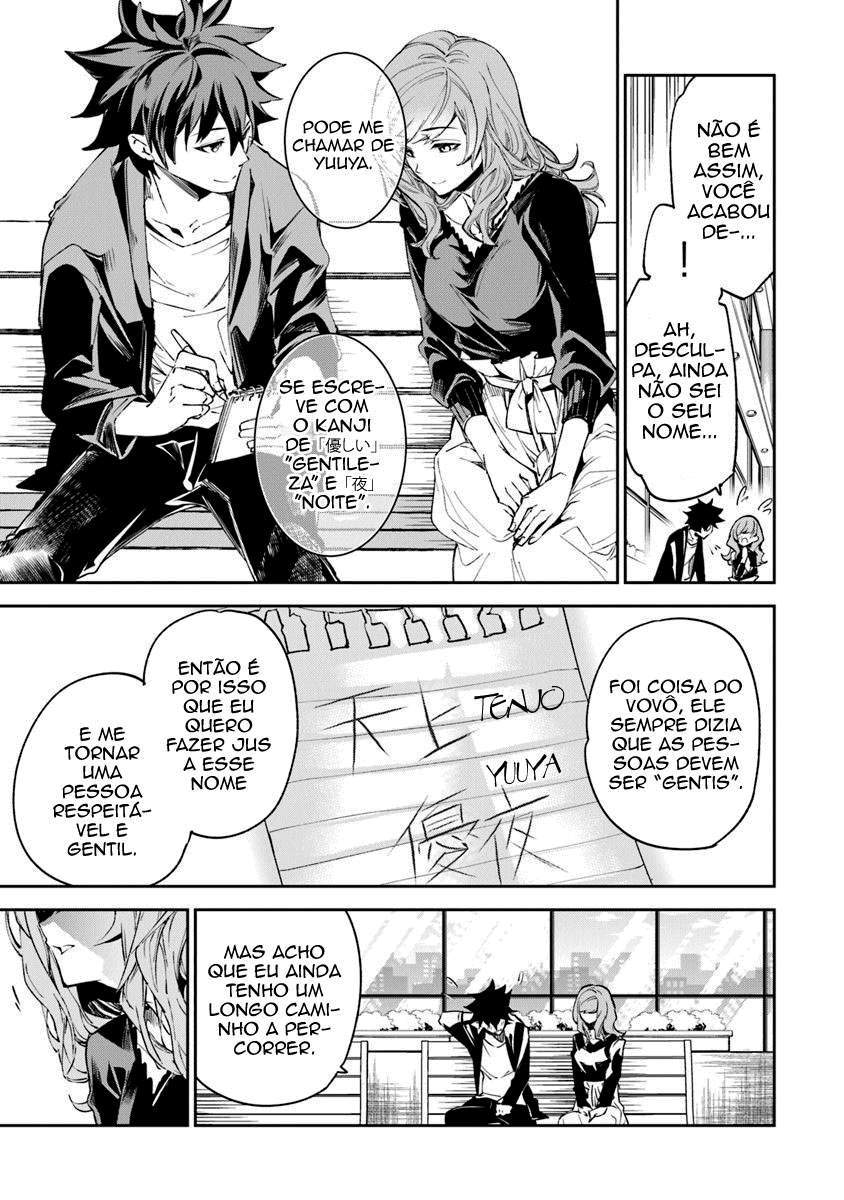 NÃO É
BEM
ASSIM,
VOCÊ
ACABOU
DE-...
!
AH,
DESCUL-
PA, AINDA
NÃO SEI
O SEU
NOME...
PODE ME
CHAMAR DE
YUUYA.
SE ESCRE-
VE COM
O KANJI
DE「優しい」
"GENTILE-
ZA" E「夜」
"NOITE".
FOI COISA DO
VOVÔ, ELE
SEMPRE DIZIA
QUE AS PES-
SOAS DEVEM
SER "GENTIS".
天上 TENJO
YUUYA
優夜
ENTÃO É
POR ISSO
QUE EU
QUERO
FAZER JUS
A ESSE
NOME
E ME
TORNAR
UMA
PESSOA
RESPEITÁ-
VEL E
GENTIL.
MAS ACHO
QUE EU AINDA
TENHO UM
LONGO CAMI-
NHO A PER-
CORRER.